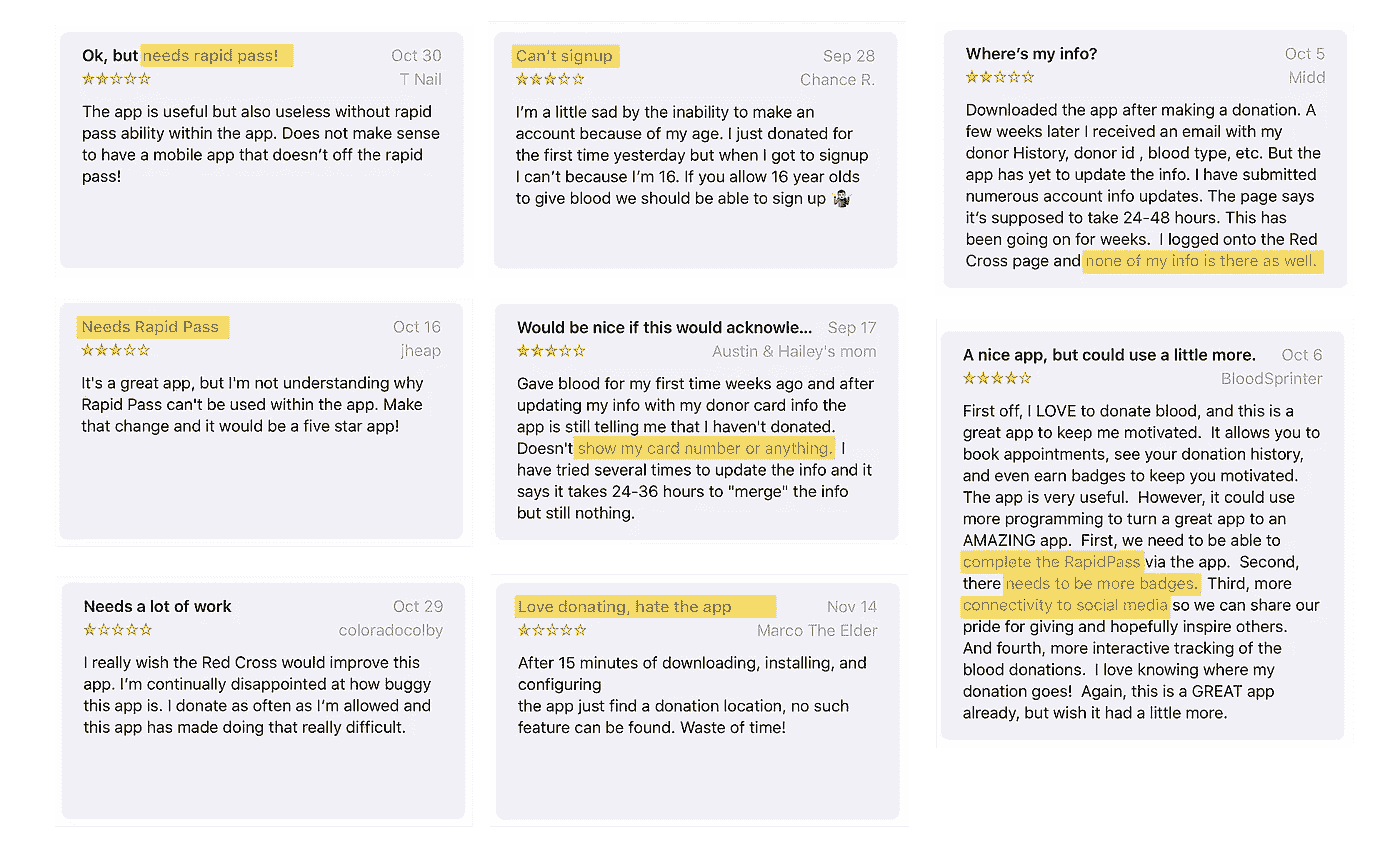 Ok, but needs rapid pass! Oct 30
T Nail
The app is useful but also useless without rapid
pass ability within the app. Does not make sense
to have a mobile app that doesn't off the rapid
pass!
Needs Rapid Pass Oct 16
jheap
It's a great app, but I'm not understanding why
Rapid Pass can't be used within the app. Make
that change and it would be a five star app!
Needs a lot of work Oct 29
coloradocolby
I really wish the Red Cross would improve this
app. I'm continually disappointed at how buggy
this app is. I donate as often as I'm allowed and
this app has made doing that really difficult.
Can't signup Sep 28
Chance R.
I'm a little sad by the inability to make an
account because of my age. I just donated for
the first time yesterday but when I got to signup
I can't because I'm 16. If you allow 16 year olds
to give blood we should be able to sign up
Would be nice if this would acknowle... Sep 17
Austin & Hailey's mom
Gave blood for my first time weeks ago and after
updating my info with my donor card info the
app is still telling me that I haven't donated.
Doesn't show my card number or anything. I
have tried several times to update the info and it
says it takes 24-36 hours to "merge" the info
but still nothing.
Love donating, hate the app Nov 14
Marco The Elder
After 15 minutes of downloading, installing, and
configuring
the app just find a donation location, no such
feature can be found. Waste of time!
Where's my info? Oct 5
Midd
Downloaded the app after making a donation. A
few weeks later I received an email with my
donor History, donor id , blood type, etc. But the
app has yet to update the info. I have submitted
numerous account info updates. The page says
it's supposed to take 24-48 hours. This has
been going on for weeks. I logged onto the Red
Cross page and none of my info is there as well.
A nice app, but could use a little more. Oct 6
BloodSprinter
First off, I LOVE to donate blood, and this is a
great app to keep me motivated. It allows you to
book appointments, see your donation history,
and even earn badges to keep you motivated.
The app is very useful. However, it could use
more programming to turn a great app to an
AMAZING app. First, we need to be able to
complete the RapidPass via the app. Second,
there needs to be more badges. Third, more
connectivity to social media so we can share our
pride for giving and hopefully inspire others.
And fourth, more interactive tracking of the
blood donations. I love knowing where my
donation goes! Again, this is a GREAT app
already, but wish it had a little more.